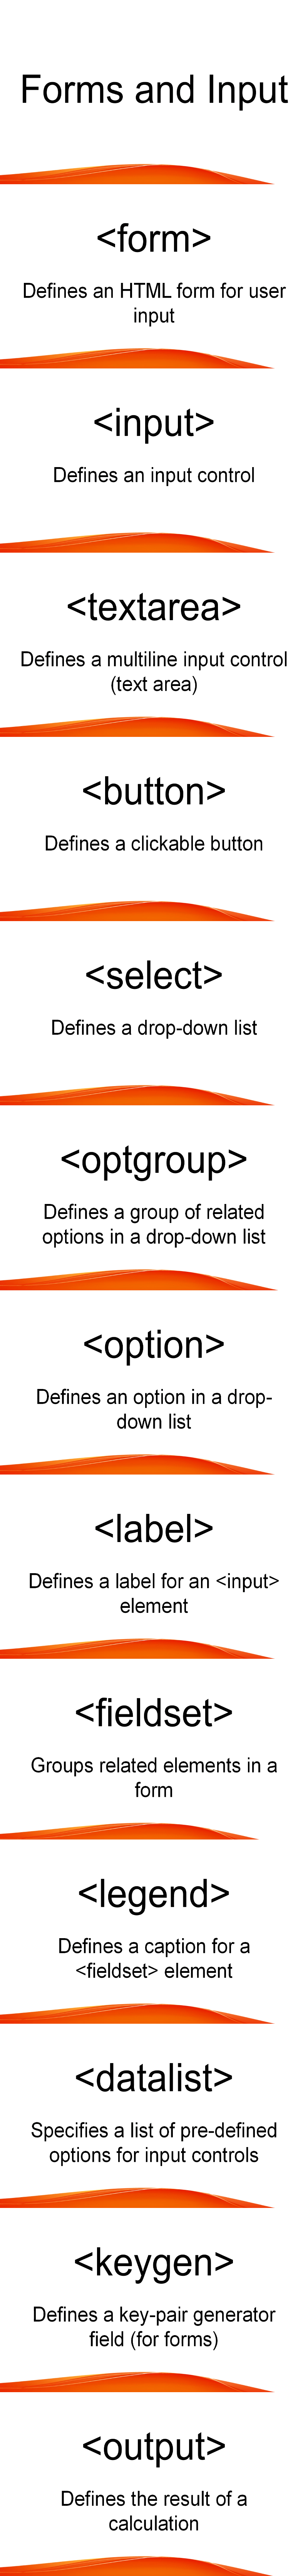 Forms and Input
<form>
Defines an HTML form for user
input
<input>
Defines an input control
<textarea>
Defines a multiline input control
(text area)
<button>
Defines a clickable button
<select>
Defines a drop-down list
<optgroup>
Defines a group of related
options in a drop-down list
<option>
Defines an option in a drop-
down list
<label>
Defines a label for an <input>
element
<fieldset>
Groups related elements in a
form
<legend>
Defines a caption for a
<fieldset> element
<datalist>
Specifies a list of pre-defined
options for input controls
<keygen>
Defines a key-pair generator
field (for forms)
<output>
Defines the result of a
calculation